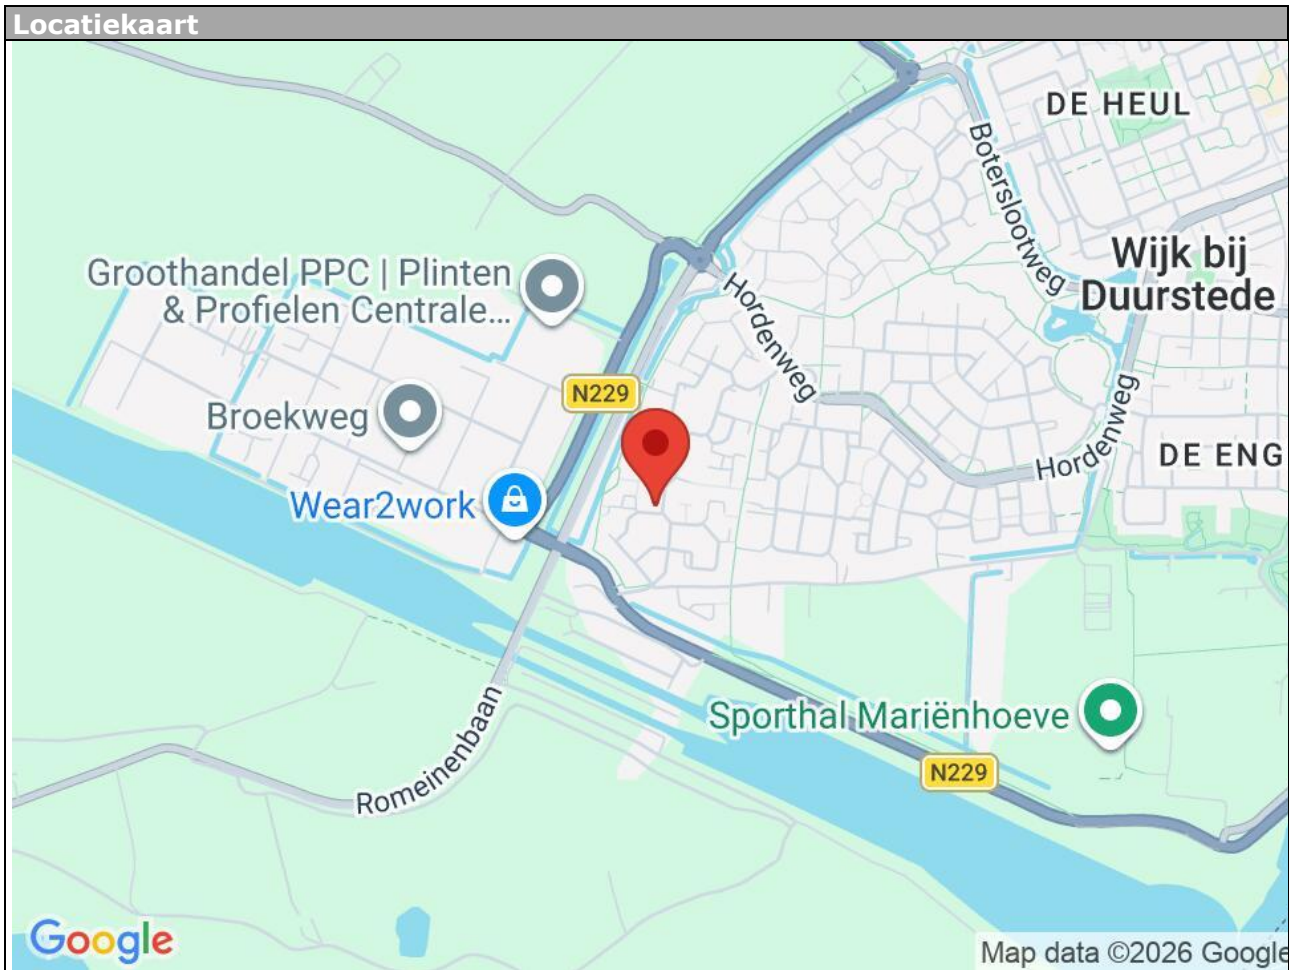 Locatiekaart
DE HEUL
Boterslootweg
Wijk bij
Duurstede
Groothandel PPC | Plinten
& Profielen Centrale...
Hordenweg
N229
Broekweg
Hordenweg
DE ENG
Wear2work
Romeinenbaan
Sporthal Mariënhoeve
N229
Google
Map data ©2026 Google